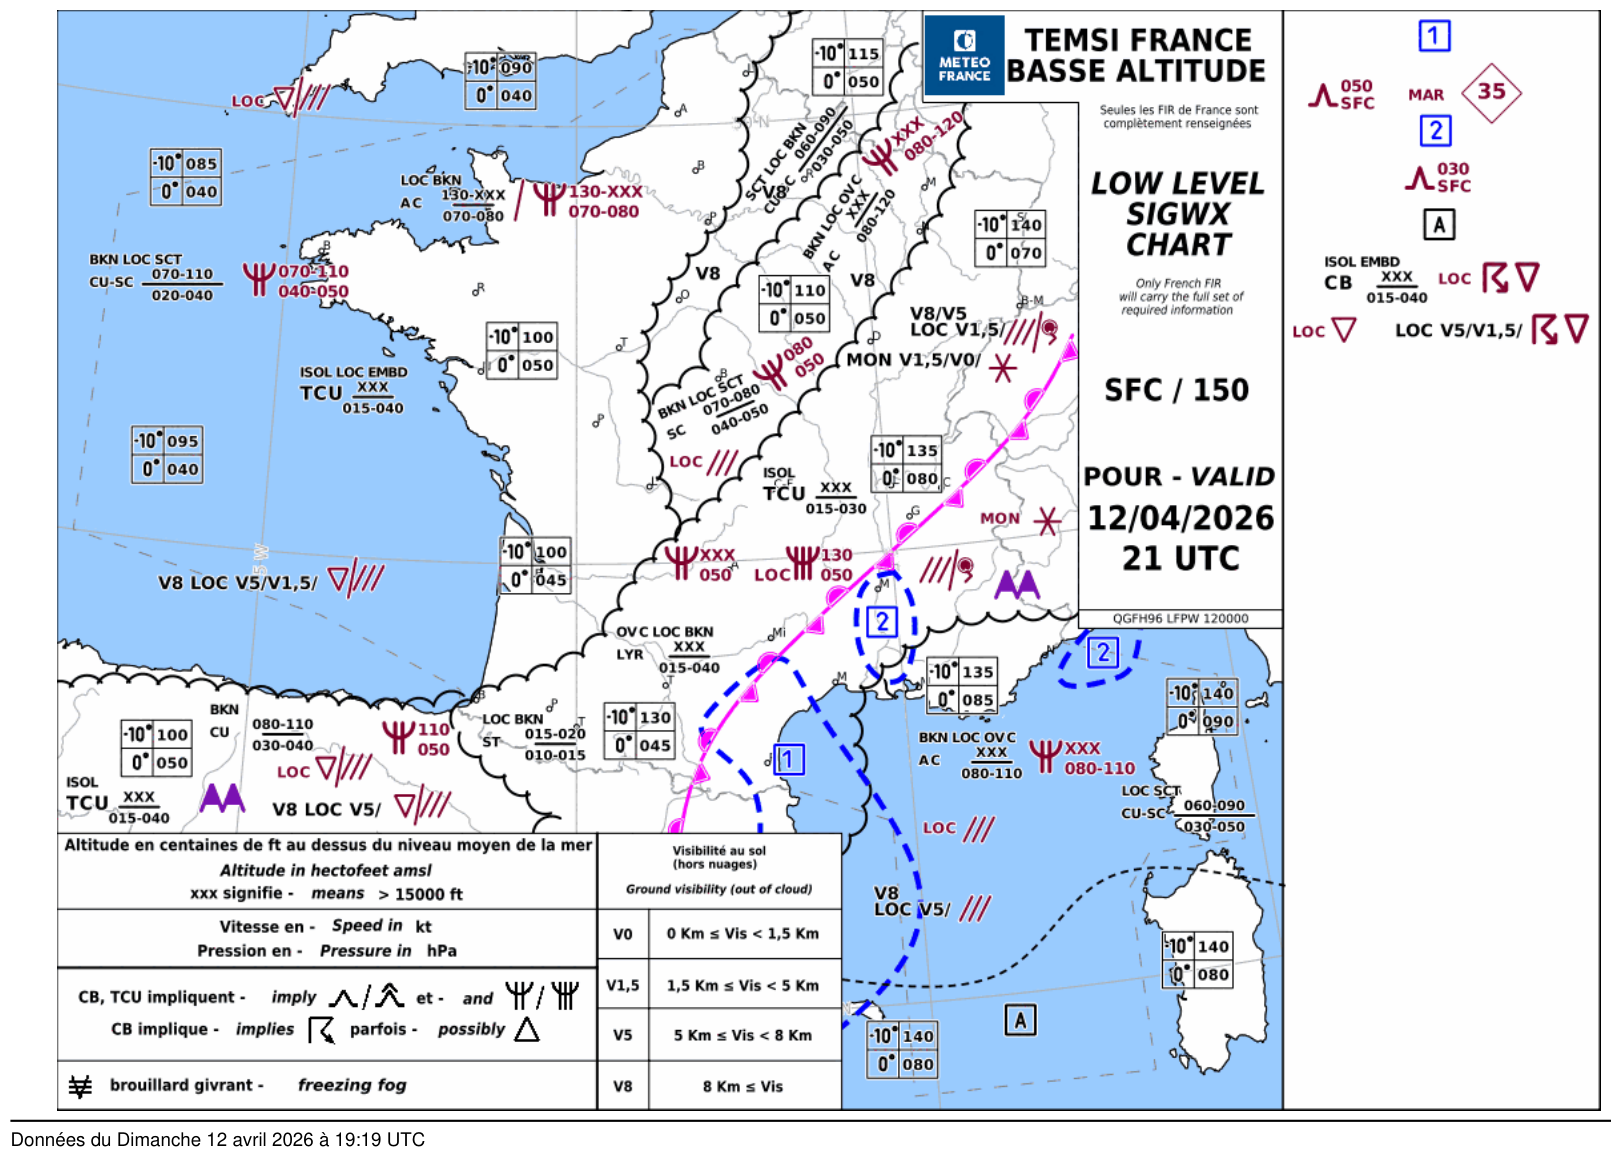 TEMSI FRANCE
BASSE ALTITUDE
METEO
FRANCE
Seules les FIR de France sont
complètement renseignées
LOW LEVEL
SIGWX
CHART
Only French FIR
will carry the full set of
required information
SFC / 150
POUR - VALID
12/04/2026
21 UTC
QGFH96 LFPW 120000
1
050
SFC
MAR
35
2
030
SFC
A
ISOL EMBD
CB
XXX
015-040
LOC
LOC
LOC V5/V1,5/
LOC
-10° 090
0° 040
-10° 115
0° 050
-10° 085
0° 040
LOC BKN
AC
130-XXX
070-080
130-XXX
070-080
SCT LOC BKN
CU-SC
060-090
030-050
V8
XXX
080-120
BKN LOC OVC
AC
XXX
080-120
-10° 140
0° 070
BKN LOC SCT
CU-SC
070-110
020-040
070-110
040-050
V8
V8
-10° 110
0° 050
V8/V5
LOC V1,5/
MON V1,5/V0/
-10° 100
0° 050
ISOL LOC EMBD
TCU
XXX
015-040
080
050
BKN LOC SCT
SC
070-080
040-050
LOC
-10° 095
0° 040
ISOL
TCU
XXX
015-030
-10° 135
0° 080
MON
-10° 100
0° 045
XXX
050
LOC
130
050
V8 LOC V5/V1,5/
5 W
OVC LOC BKN
LYR
XXX
015-040
2
2
-10° 135
0° 085
-10° 140
0° 090
BKN
CU
080-110
030-040
110
050
-10° 100
0° 050
LOC
ISOL
TCU
XXX
015-040
V8 LOC V5/
LOC BKN
ST
015-020
010-015
-10° 130
0° 045
1
BKN LOC OVC
AC
XXX
080-110
XXX
080-110
LOC SCT
CU-SC
060-090
030-050
LOC
V8
LOC V5/
-10° 140
0° 080
A
-10° 140
0° 080
Altitude en centaines de ft au dessus du niveau moyen de la mer
Altitude in hectofeet amsl
xxx signifie - means > 15000 ft
Vitesse en - Speed in kt
Pression en - Pressure in hPa
CB, TCU impliquent - imply / et - and /
CB implique - implies parfois - possibly
brouillard givrant - freezing fog
Visibilité au sol
(hors nuages)
Ground visibility (out of cloud)
V0 0 Km ≤ Vis < 1,5 Km
V1,5 1,5 Km ≤ Vis < 5 Km
V5 5 Km ≤ Vis < 8 Km
V8 8 Km ≤ Vis
Données du Dimanche 12 avril 2026 à 19:19 UTC